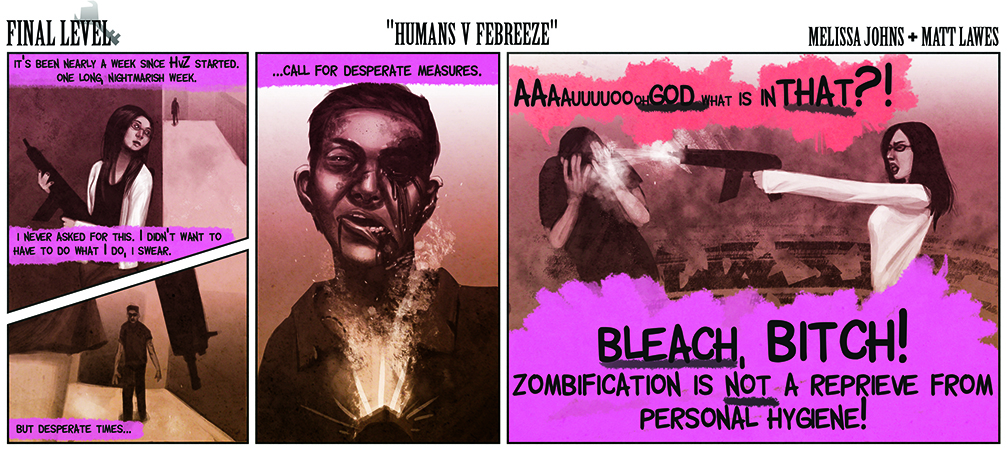 FINAL LEVEL
"HUMANS V FEBREEZE"
MELISSA JOHNS + MATT LAWES
IT'S BEEN NEARLY A WEEK SINCE HvZ STARTED.
ONE LONG, NIGHTMARISH WEEK.
I NEVER ASKED FOR THIS. I DIDN'T WANT TO
HAVE TO DO WHAT I DO, I SWEAR.
BUT DESPERATE TIMES...
...CALL FOR DESPERATE MEASURES.
AAAAUUUUOOOOHGOD WHAT IS IN THAT?!
BLEACH, BITCH!
ZOMBIFICATION IS NOT A REPRIEVE FROM
PERSONAL HYGIENE!